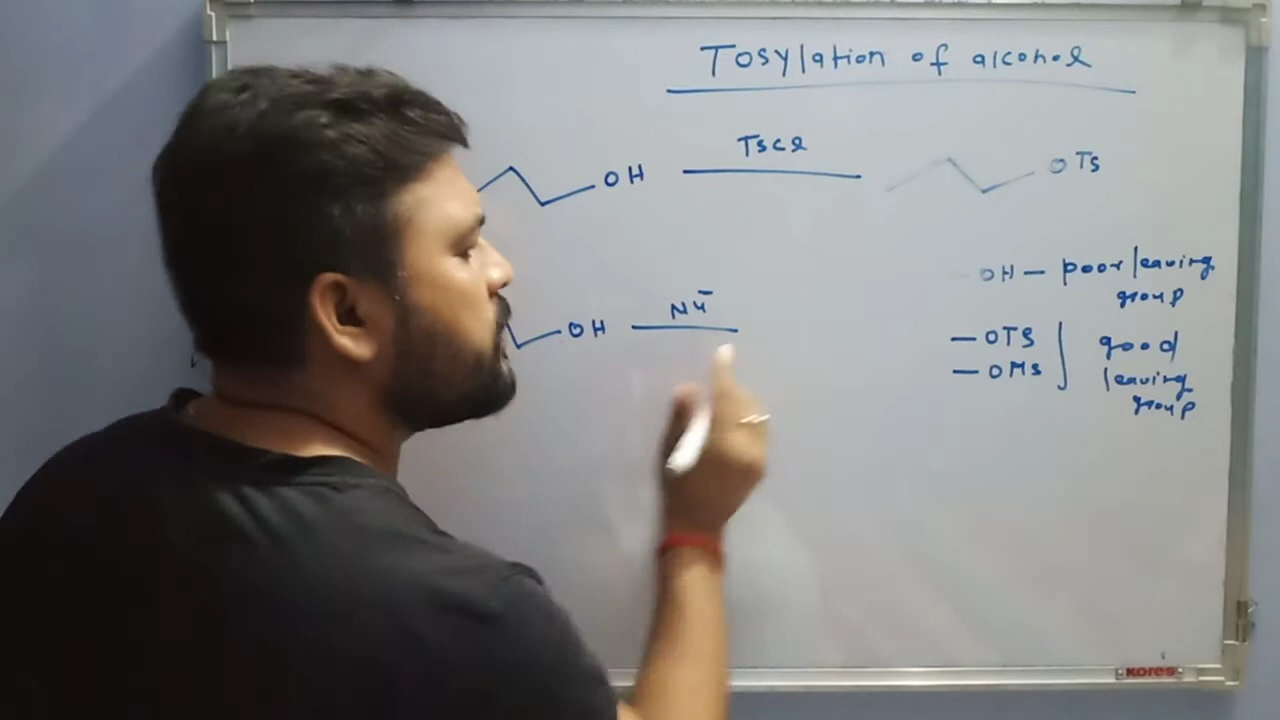 Tosylation of alcohol
OH TsCl OTs
OH - poor leaving
group
OH Nu⁻
- OTS } good
- OMs leaving
group
KORES